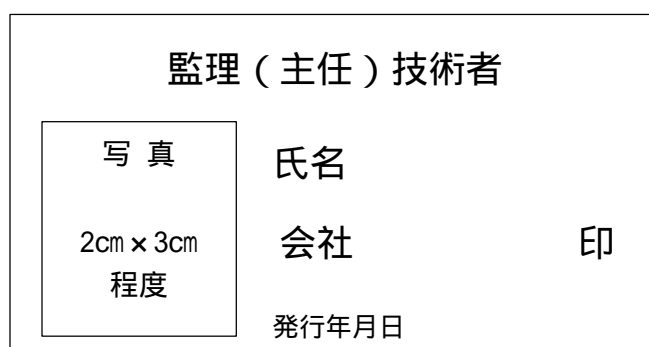 監理（主任）技術者
写 真
2㎝×3㎝
程度
氏名
会社 印
発行年月日